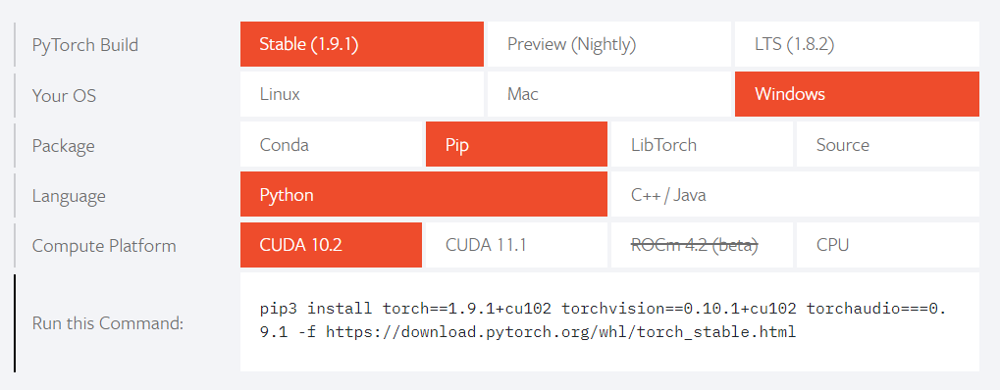 PyTorch Build Stable (1.9.1) Preview (Nightly) LTS (1.8.2)
Your OS Linux Mac Windows
Package Conda Pip LibTorch Source
Language Python C++ / Java
Compute Platform CUDA 10.2 CUDA 11.1 ROCm 4.2 (beta) CPU
Run this Command:
pip3 install torch==1.9.1+cu102 torchvision==0.10.1+cu102 torchaudio===0.
9.1 -f https://download.pytorch.org/whl/torch_stable.html